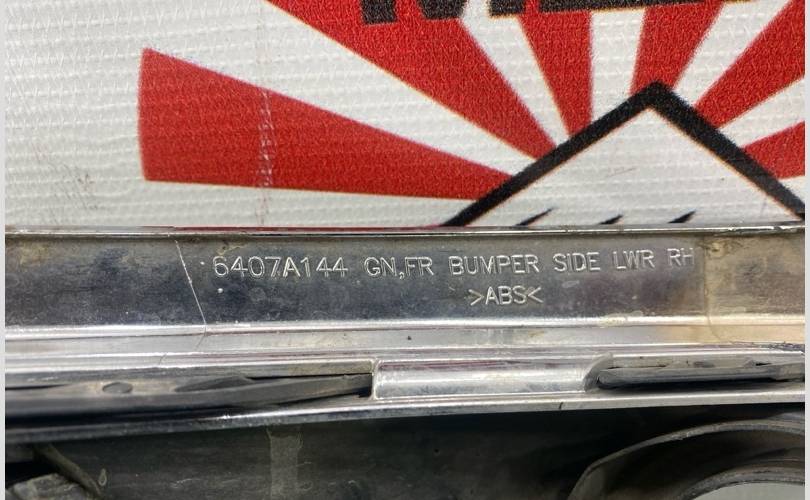 6407A144 GN,FR BUMPER SIDE LWR RH
>ABS<